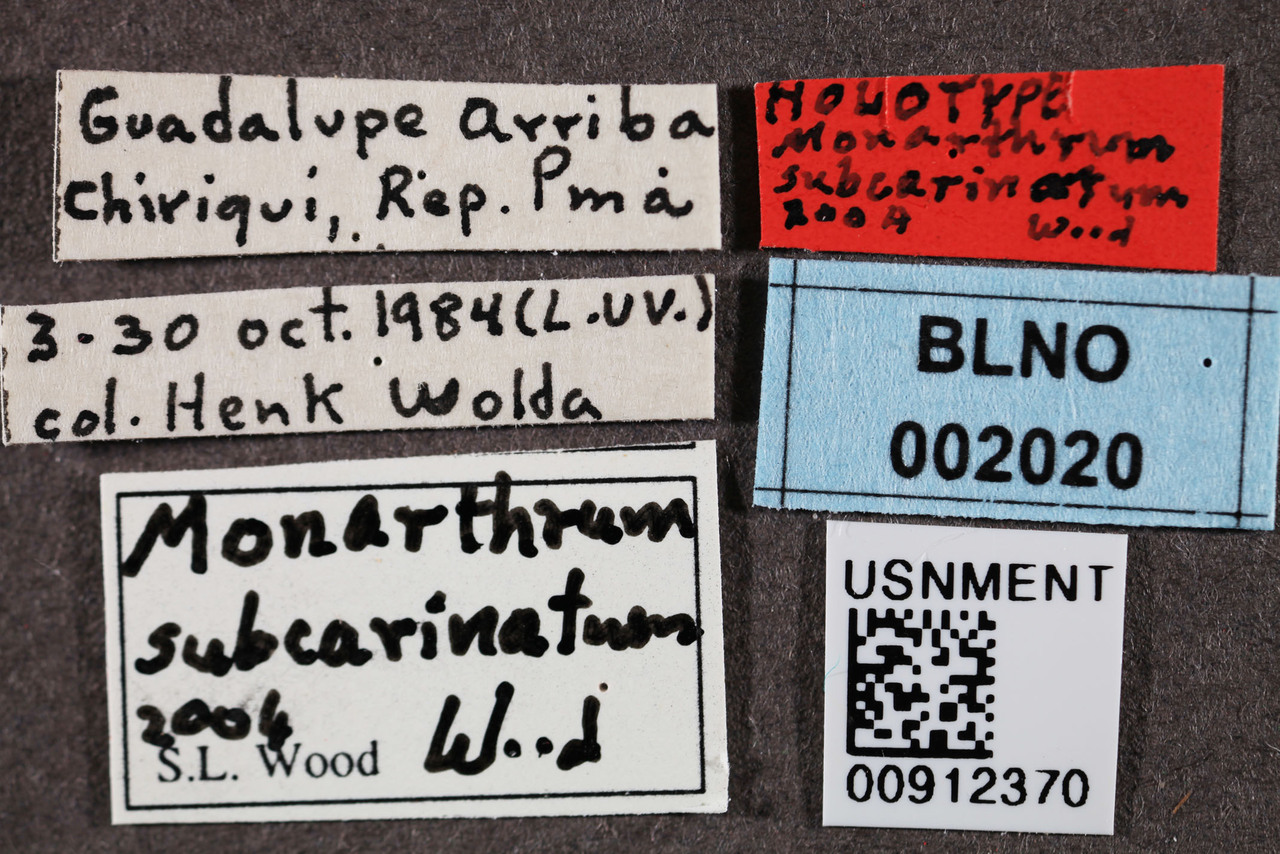 Guadalupe Arriba
Chiriqui, Rep. Pmá
3-30 oct. 1984 (L.UV.)
col. Henk Wolda
Monarthrum
subcarinatum
2004 Wood
S.L. Wood
HOLOTYPE
Monarthrum
subcarinatum
2004 Wood
BLNO
002020
USNMENT
00912370